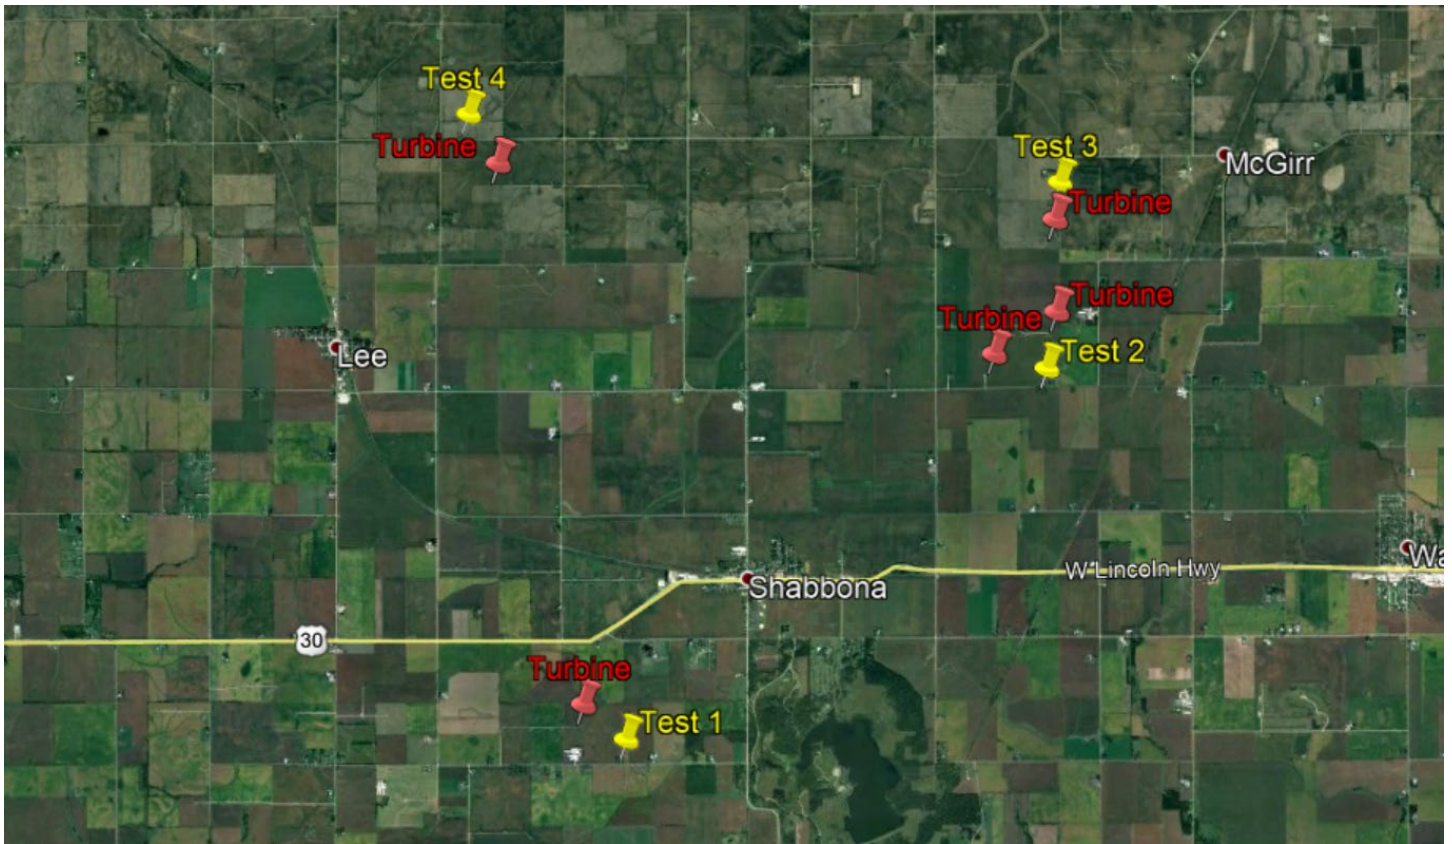 Test 4
Turbine
Test 3
McGirr
Turbine
Turbine
Turbine
Test 2
Lee
Shabbona
W Lincoln Hwy
Wa
30
Turbine
Test 1